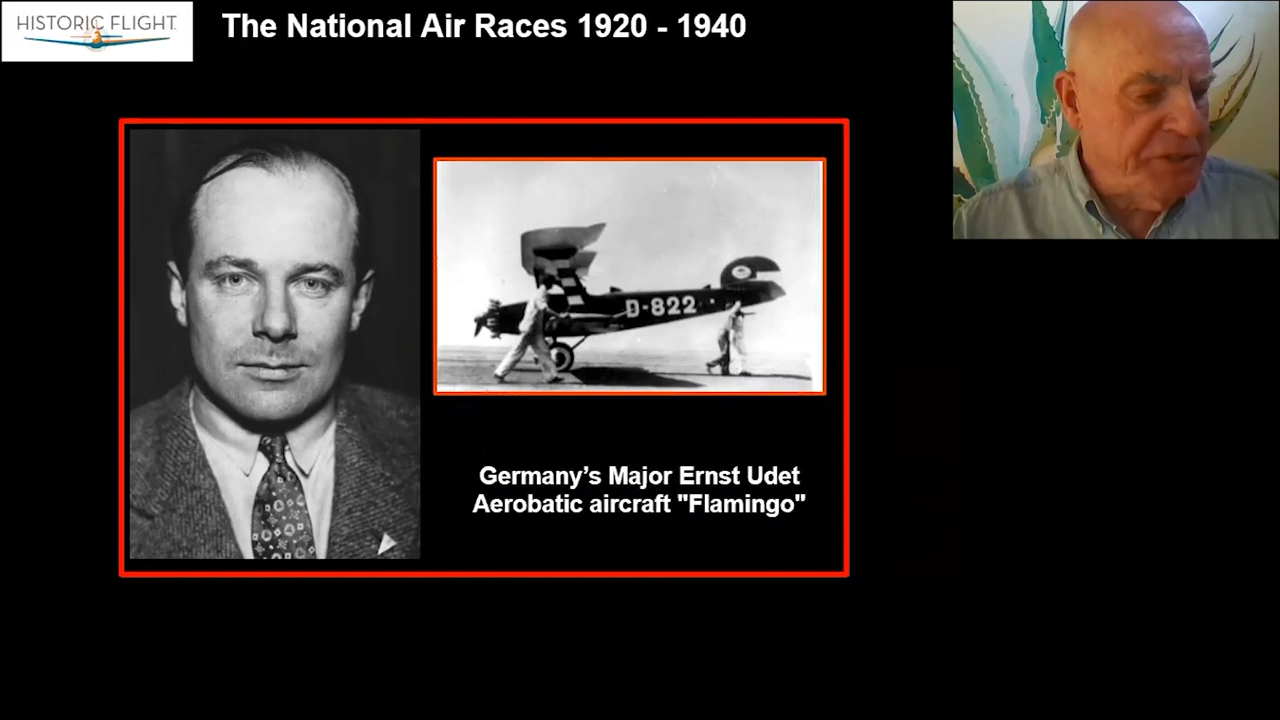 HISTORIC FLIGHT
The National Air Races 1920 - 1940
D-822
Germany’s Major Ernst Udet
Aerobatic aircraft "Flamingo"